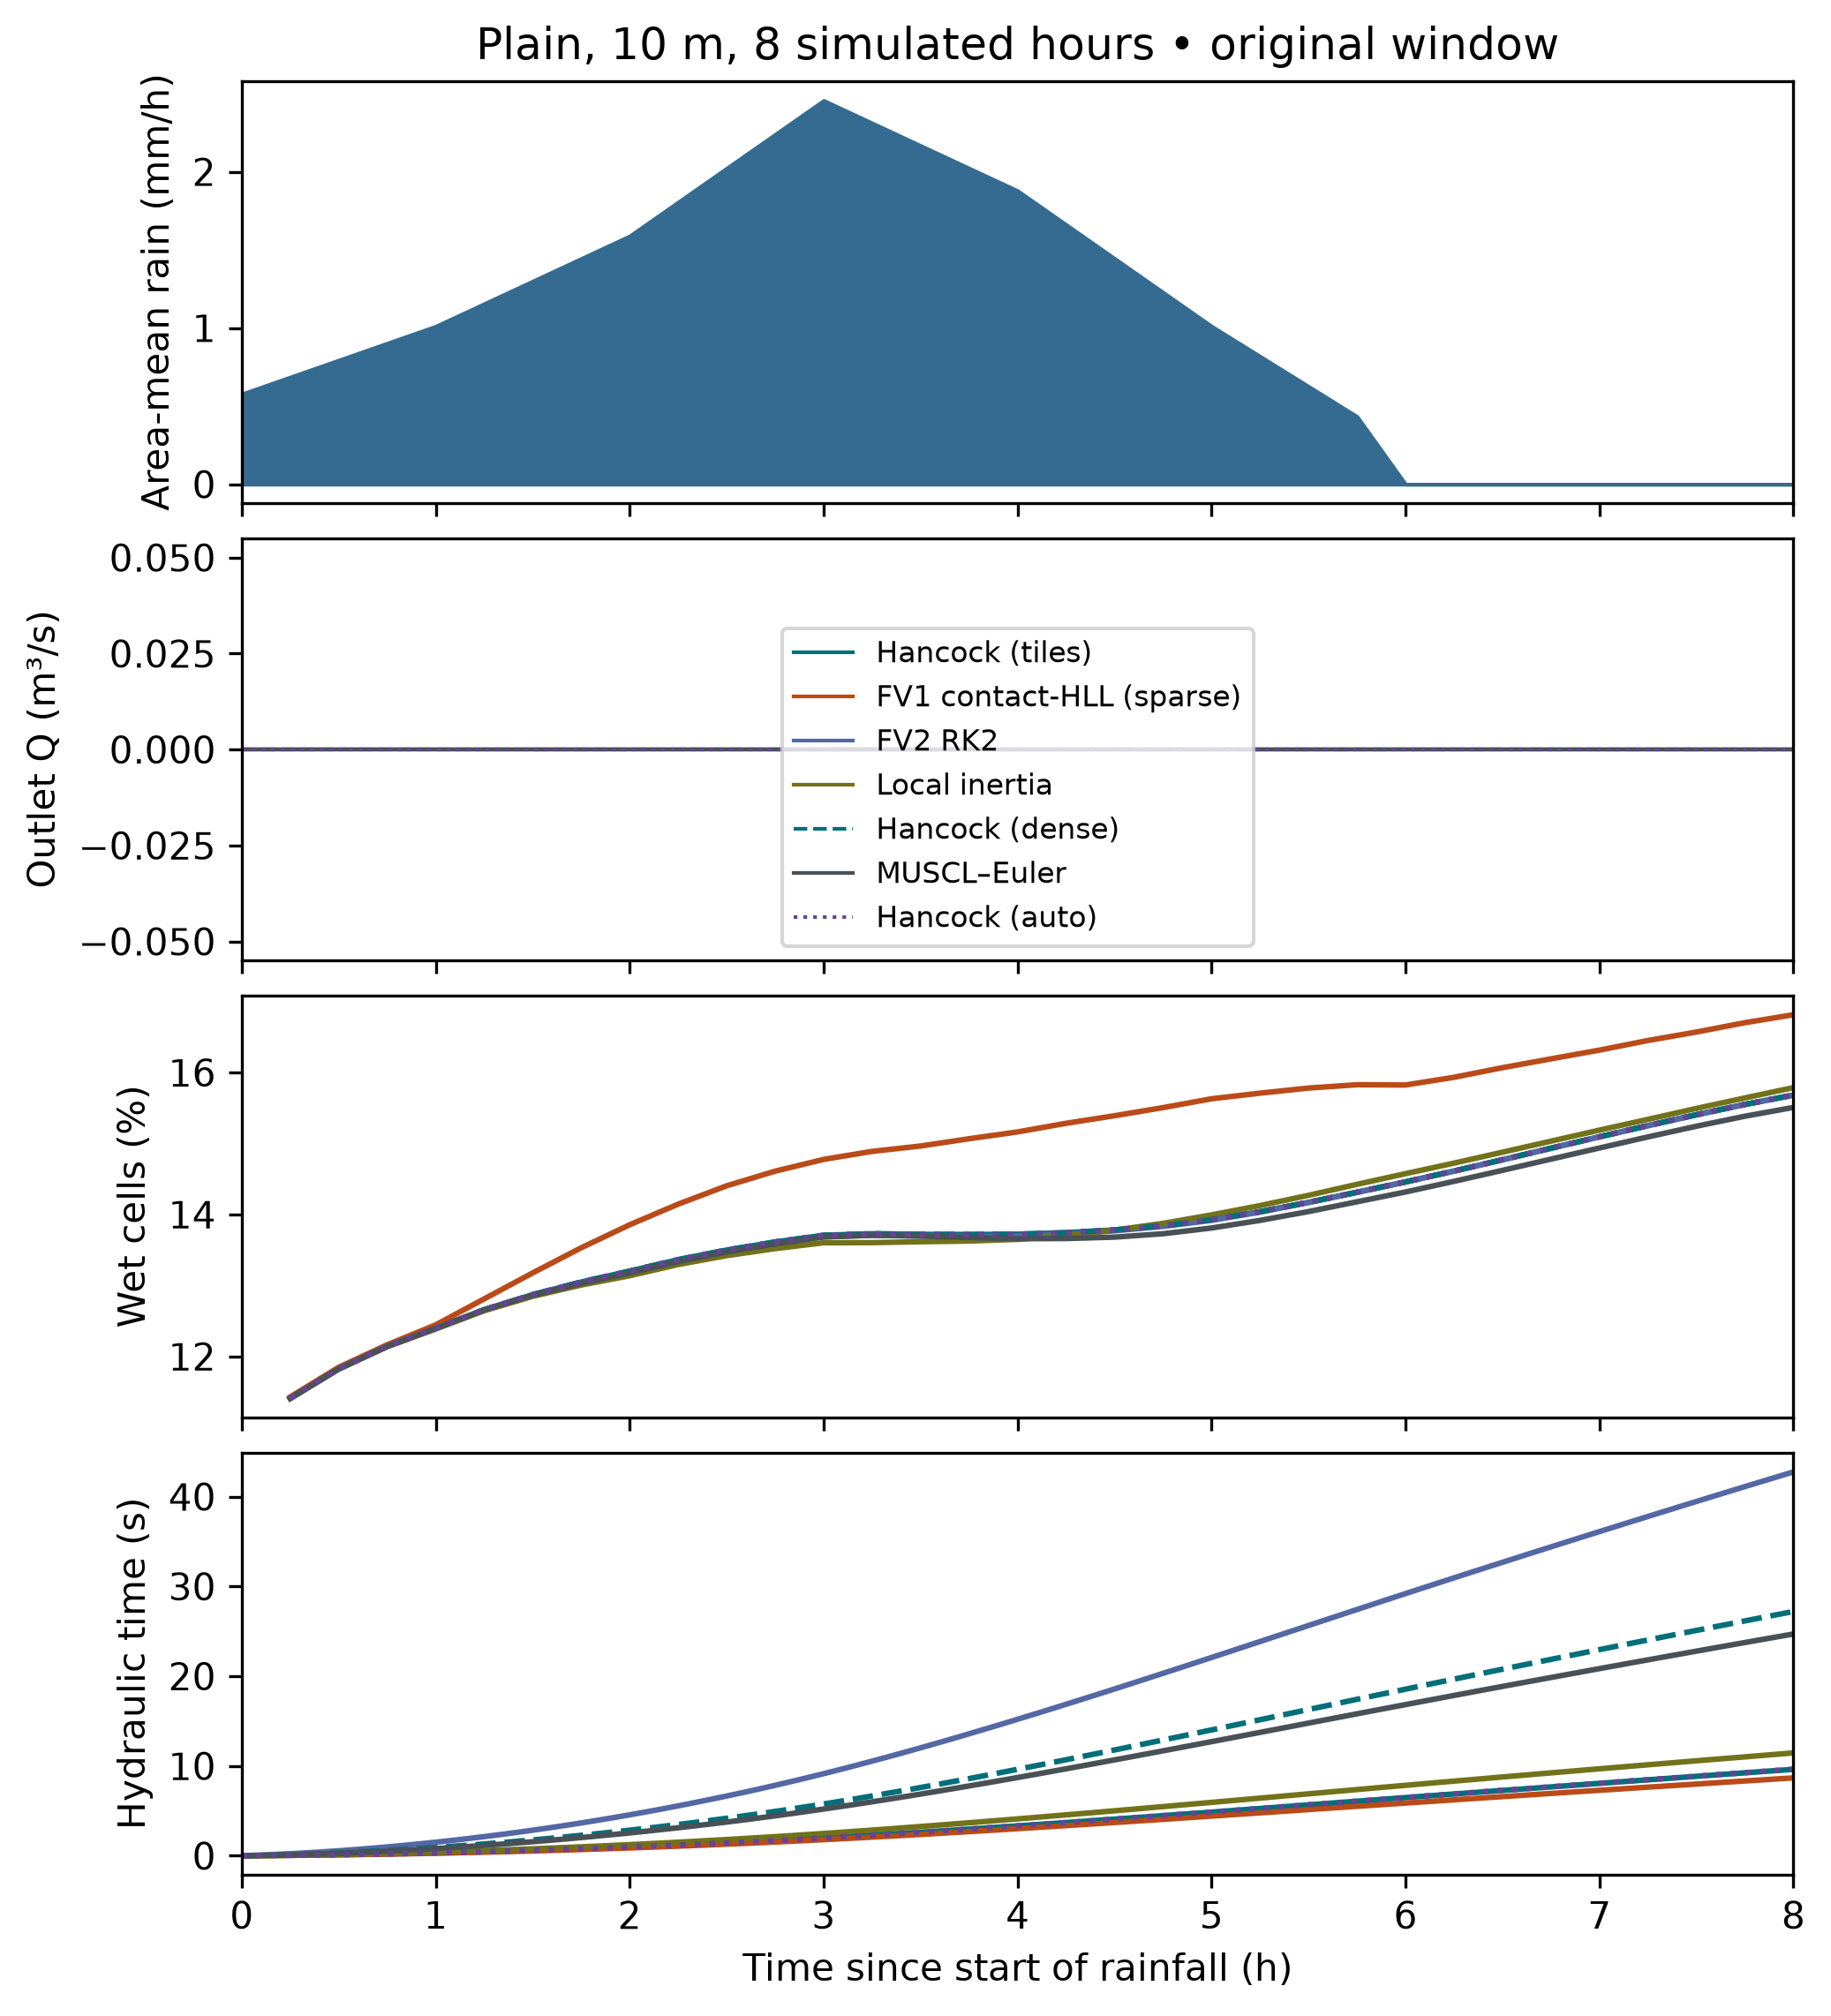 Plain, 10 m, 8 simulated hours • original window
Area-mean rain (mm/h)
2
1
0
Outlet Q (m³/s)
0.050
0.025
0.000
−0.025
−0.050
Hancock (tiles)
FV1 contact-HLL (sparse)
FV2 RK2
Local inertia
Hancock (dense)
MUSCL–Euler
Hancock (auto)
Wet cells (%)
16
14
12
Hydraulic time (s)
40
30
20
10
0
0 1 2 3 4 5 6 7 8
Time since start of rainfall (h)